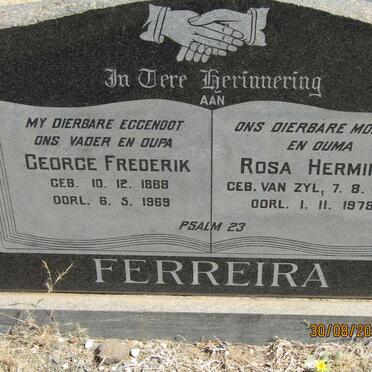 In Tere Herinnering
AAN
MY DIERBARE EGGENOOT
ONS VADER EN OUPA
GEORGE FREDERIK
GEB. 10. 12. 1888
OORL. 6. 5. 1969
ONS DIERBARE
EN OUMA
ROSA
GEB. VAN ZYL, 7. 8.
OORL. 1. 11. 1978
PSALM 23
FERREIRA
30/08/20